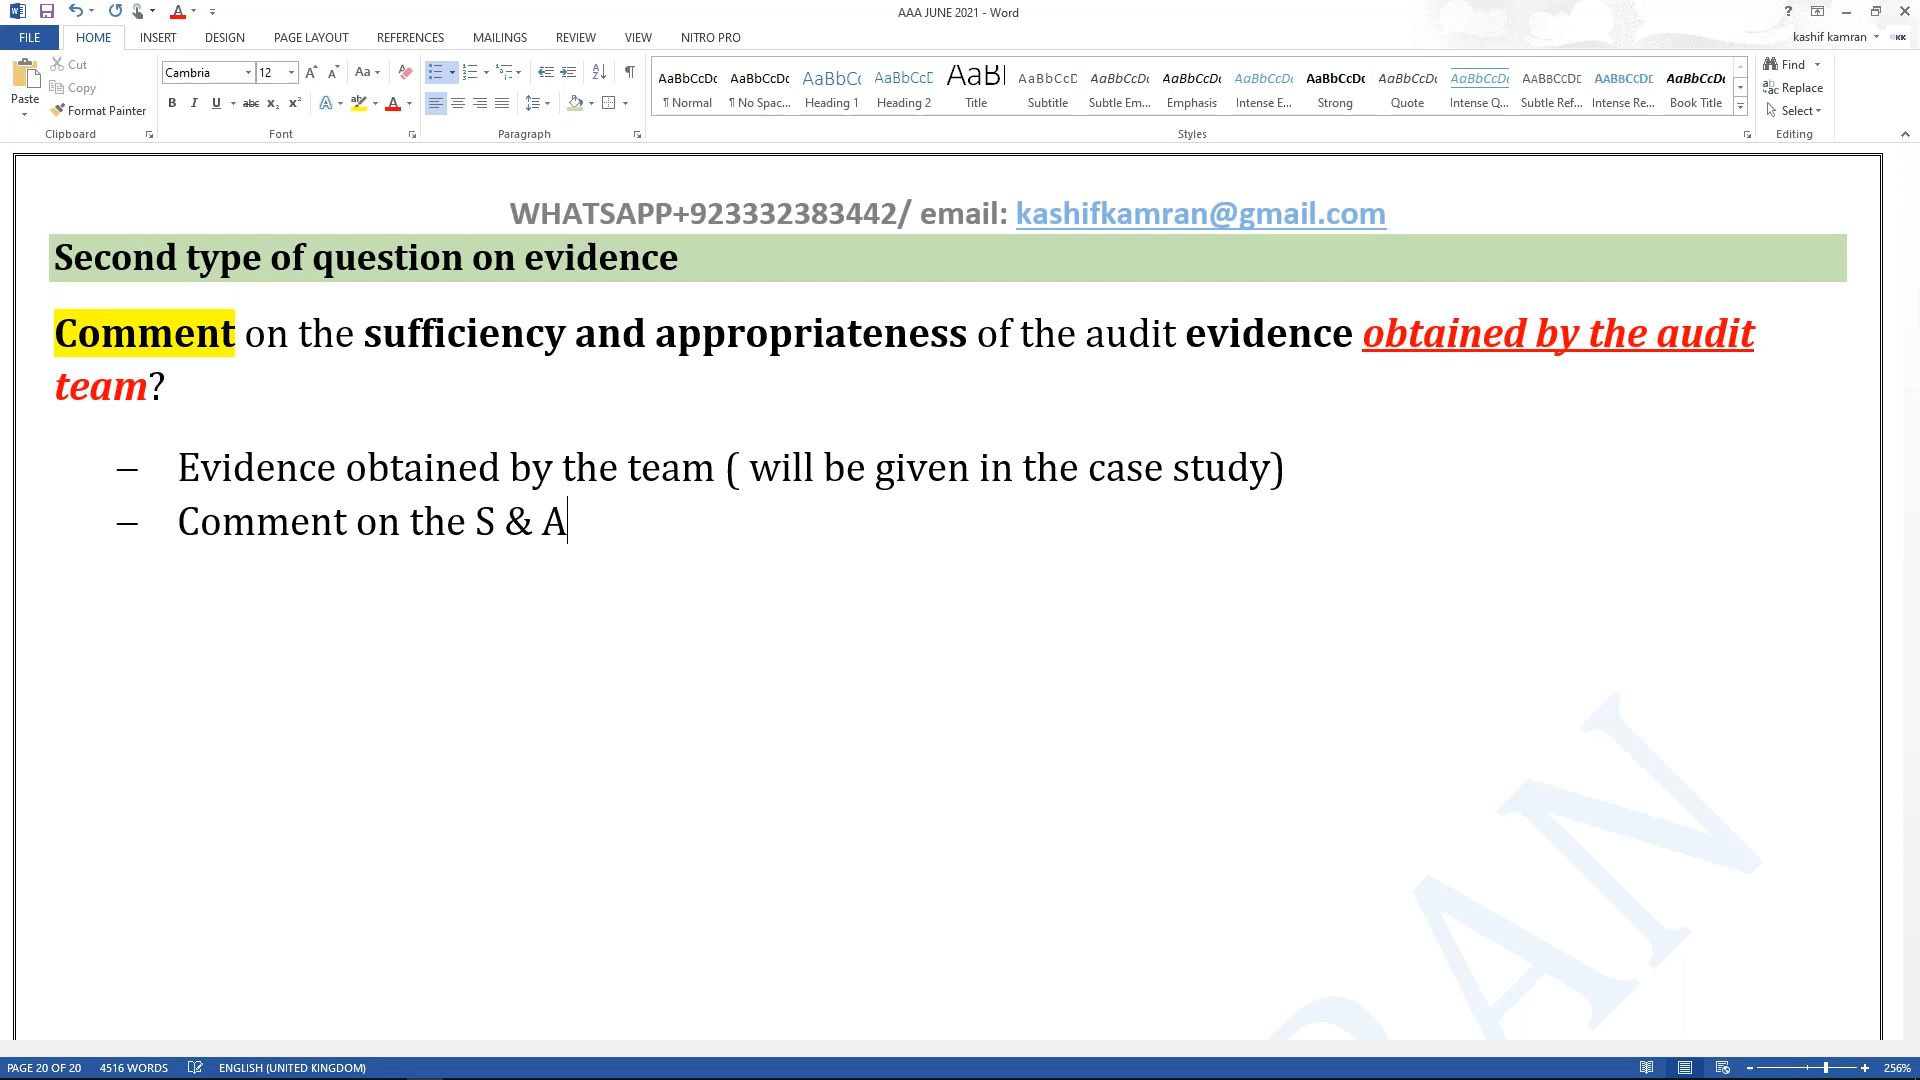 AAA JUNE 2021 - Word
?
FILE HOME INSERT DESIGN PAGE LAYOUT REFERENCES MAILINGS REVIEW VIEW NITRO PRO
kashif kamran KK
Paste
Cut
Copy
Format Painter
Cambria 12
AaBbCcDc AaBbCcDc AaBbCc AaBbCcD AaBl AaBbCcD AaBbCcDc AaBbCcDc AaBbCcDc AaBbCcDc AaBbCcDc AaBbCcDc AABBCCDE AABBCCDE AaBbCcDc
¶ Normal ¶ No Spac... Heading 1 Heading 2 Title Subtitle Subtle Em... Emphasis Intense E... Strong Quote Intense Q... Subtle Ref... Intense Re... Book Title
Find
Replace
Select
Clipboard Font Paragraph Styles Editing
WHATSAPP+923332383442/ email: kashifkamran@gmail.com
Second type of question on evidence
Comment on the sufficiency and appropriateness of the audit evidence obtained by the audit
team?
– Evidence obtained by the team ( will be given in the case study)
– Comment on the S & A
PAGE 20 OF 20 4516 WORDS ENGLISH (UNITED KINGDOM) 256%